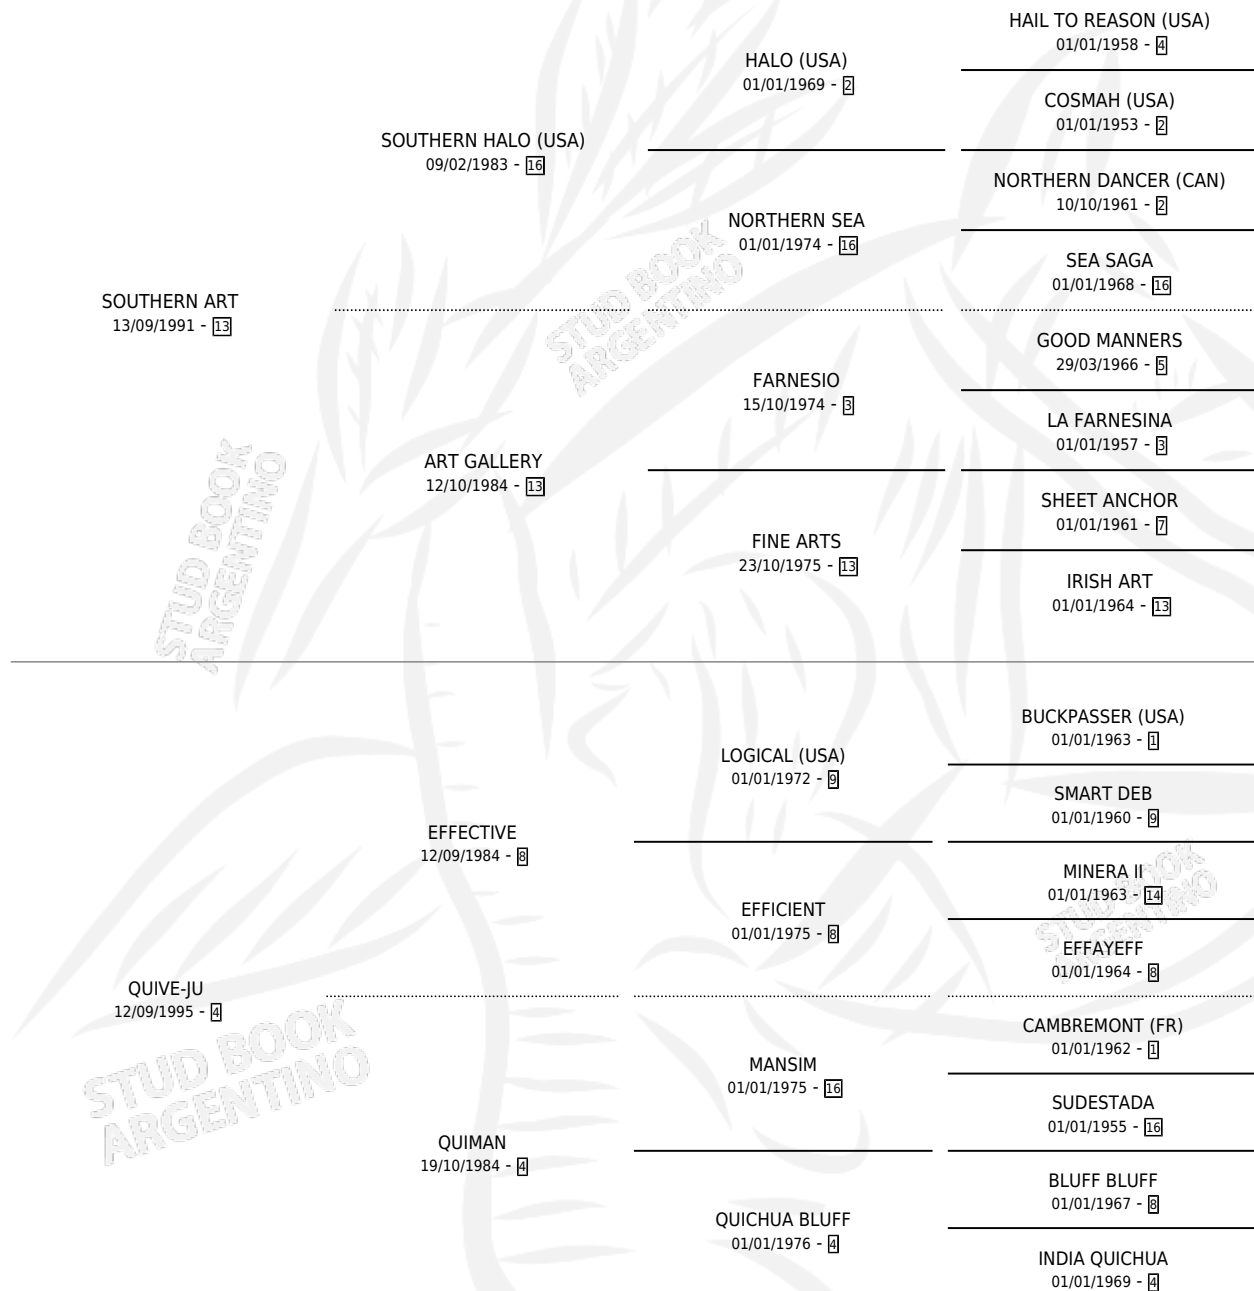 HAIL TO REASON (USA)
01/01/1958 - 4
HALO (USA)
01/01/1969 - 2
COSMAH (USA)
01/01/1953 - 2
SOUTHERN HALO (USA)
09/02/1983 - 16
NORTHERN DANCER (CAN)
10/10/1961 - 2
NORTHERN SEA
01/01/1974 - 16
SEA SAGA
01/01/1968 - 16
SOUTHERN ART
13/09/1991 - 13
GOOD MANNERS
29/03/1966 - 5
FARNESIO
15/10/1974 - 3
LA FARNESINA
01/01/1957 - 3
ART GALLERY
12/10/1984 - 13
SHEET ANCHOR
01/01/1961 - 7
FINE ARTS
23/10/1975 - 13
IRISH ART
01/01/1964 - 13
BUCKPASSER (USA)
01/01/1963 - 1
LOGICAL (USA)
01/01/1972 - 9
SMART DEB
01/01/1960 - 9
EFFECTIVE
12/09/1984 - 8
MINERA II
01/01/1963 - 14
EFFICIENT
01/01/1975 - 8
EFFAYEFF
01/01/1964 - 8
QUIVE-JU
12/09/1995 - 4
CAMBREMONT (FR)
01/01/1962 - 1
MANSIM
01/01/1975 - 16
SUDESTADA
01/01/1955 - 16
QUIMAN
19/10/1984 - 4
BLUFF BLUFF
01/01/1967 - 8
QUICHUA BLUFF
01/01/1976 - 4
INDIA QUICHUA
01/01/1969 - 4
STUD BOOK
ARGENTINO
STUD BOOK
ARGENTINO
STUD BOOK
ARGENTINO
STUD BOOK
ARGENTINO